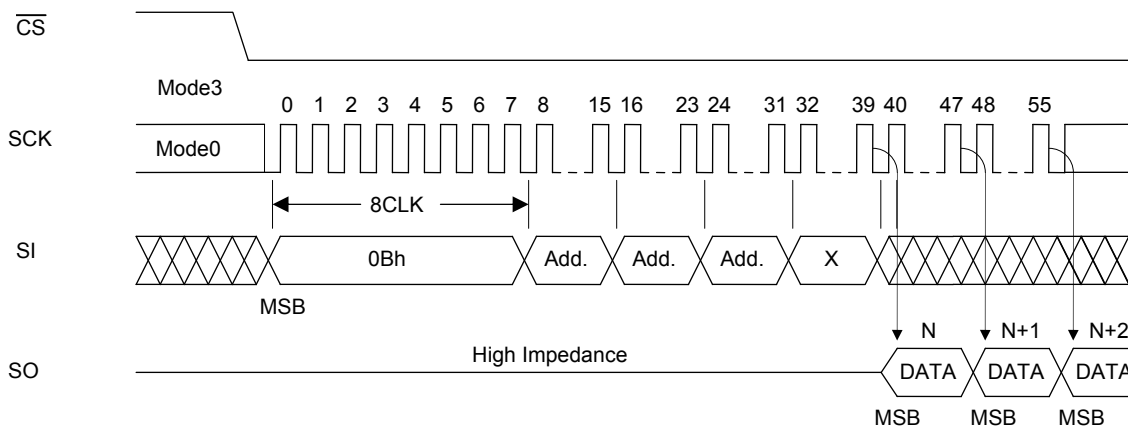 CS
Mode3
0 1 2 3 4 5 6 7 8 15 16 23 24 31 32 39 40 47 48 55
SCK
Mode0
8CLK
SI
0Bh Add. Add. Add. X
MSB
N N+1 N+2
High Impedance
SO
DATA DATA DATA
MSB MSB MSB